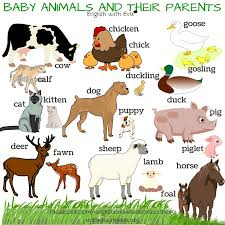 BABY ANIMALS AND THEIR PARENTS
English with Eva
goose
chicken
chick
gosling
cow
calf
duckling
cat
kitten
dog
puppy
duck
pig
piglet
deer
fawn
sheep
lamb
horse
foal